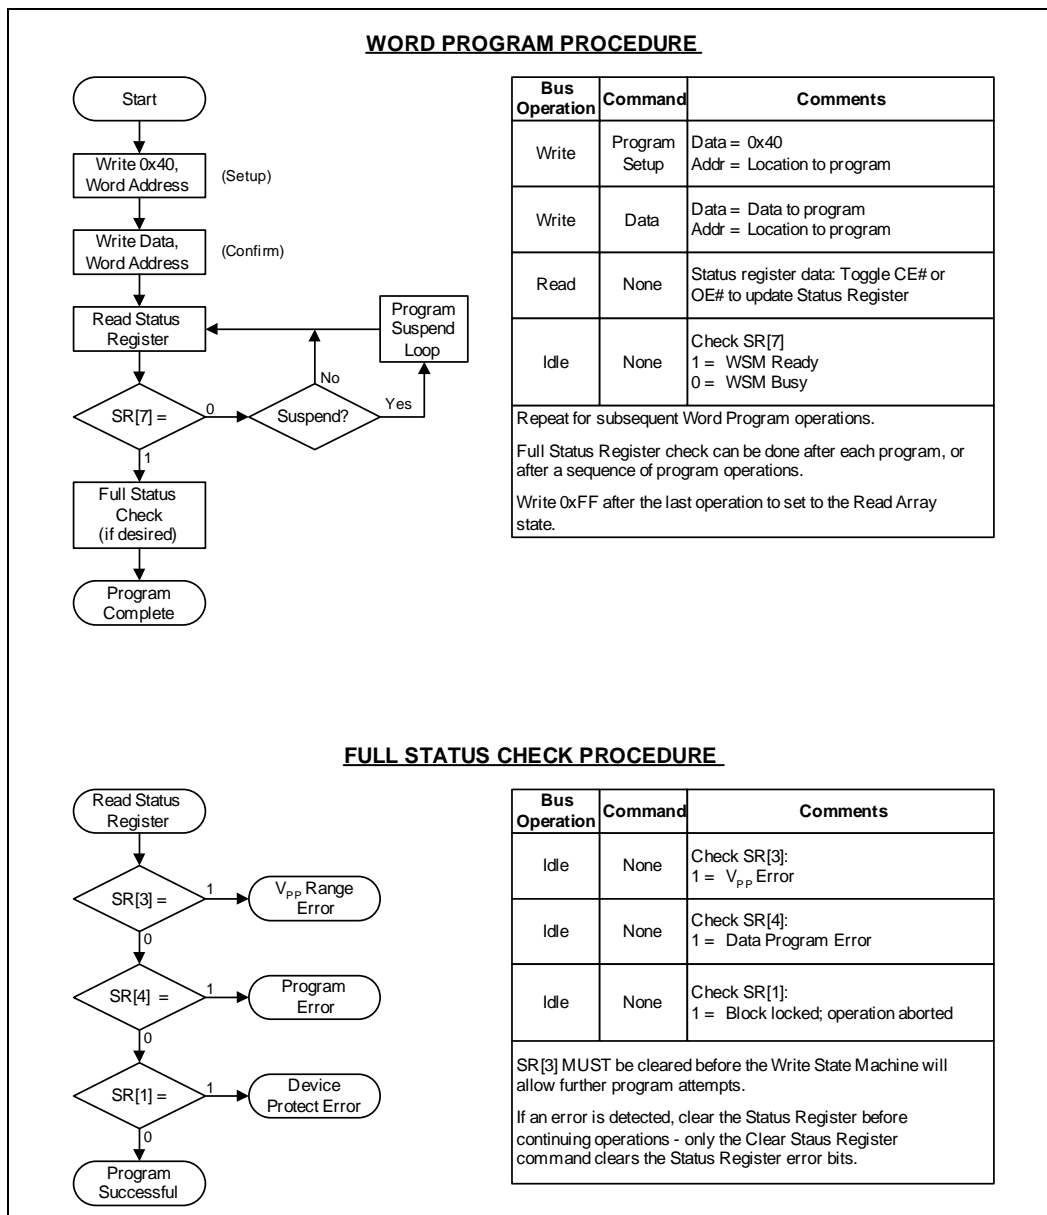 WORD PROGRAM PROCEDURE
Start
Write 0x40,
Word Address
(Setup)
Write Data,
Word Address
(Confirm)
Read Status
Register
Program
Suspend
Loop
No
Yes
SR[7] =
0
Suspend?
1
Full Status
Check
(if desired)
Program
Complete
Bus
Operation
Command
Comments
Write
Program
Setup
Data = 0x40
Addr = Location to program
Write
Data
Data = Data to program
Addr = Location to program
Read
None
Status register data: Toggle CE# or
OE# to update Status Register
Idle
None
Check SR[7]
1 = WSM Ready
0 = WSM Busy
Repeat for subsequent Word Program operations.
Full Status Register check can be done after each program, or
after a sequence of program operations.
Write 0xFF after the last operation to set to the Read Array
state.
FULL STATUS CHECK PROCEDURE
Read Status
Register
SR[3] =
1
VPP Range
Error
0
SR[4] =
1
Program
Error
0
SR[1] =
1
Device
Protect Error
0
Program
Successful
Bus
Operation
Command
Comments
Idle
None
Check SR[3]:
1 = VPP Error
Idle
None
Check SR[4]:
1 = Data Program Error
Idle
None
Check SR[1]:
1 = Block locked; operation aborted
SR[3] MUST be cleared before the Write State Machine will
allow further program attempts.
If an error is detected, clear the Status Register before
continuing operations - only the Clear Staus Register
command clears the Status Register error bits.